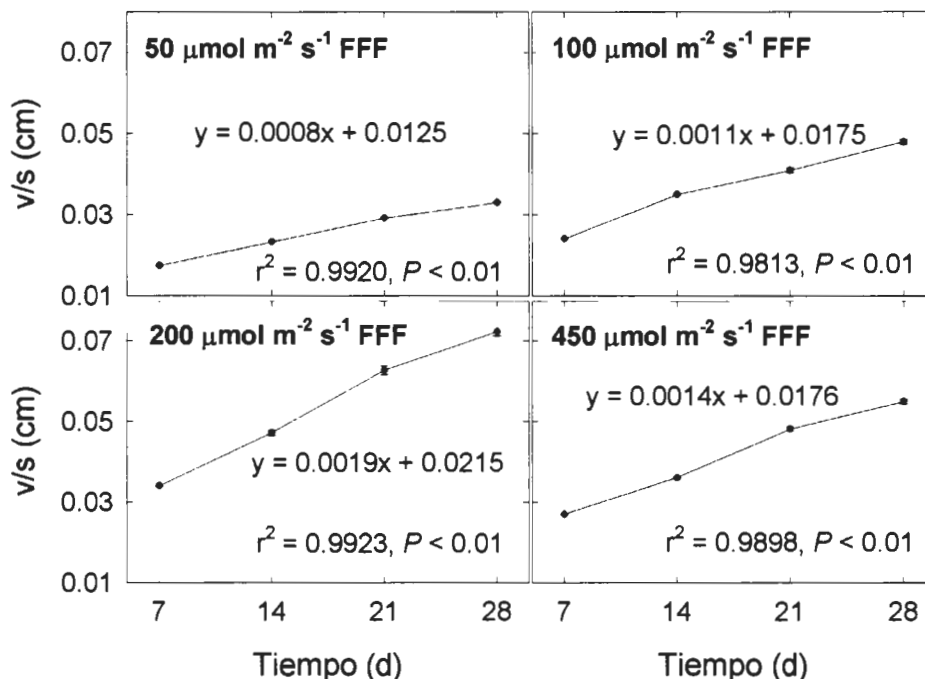 50 μmol m⁻² s⁻¹ FFF
y = 0.0008x + 0.0125
r² = 0.9920, P < 0.01
100 μmol m⁻² s⁻¹ FFF
y = 0.0011x + 0.0175
r² = 0.9813, P < 0.01
0.07
0.05
0.03
0.01
v/s (cm)
200 μmol m⁻² s⁻¹ FFF
y = 0.0019x + 0.0215
r² = 0.9923, P < 0.01
450 μmol m⁻² s⁻¹ FFF
y = 0.0014x + 0.0176
r² = 0.9898, P < 0.01
0.07
0.05
0.03
0.01
v/s (cm)
7 14 21 28 7 14 21 28
Tiempo (d) Tiempo (d)